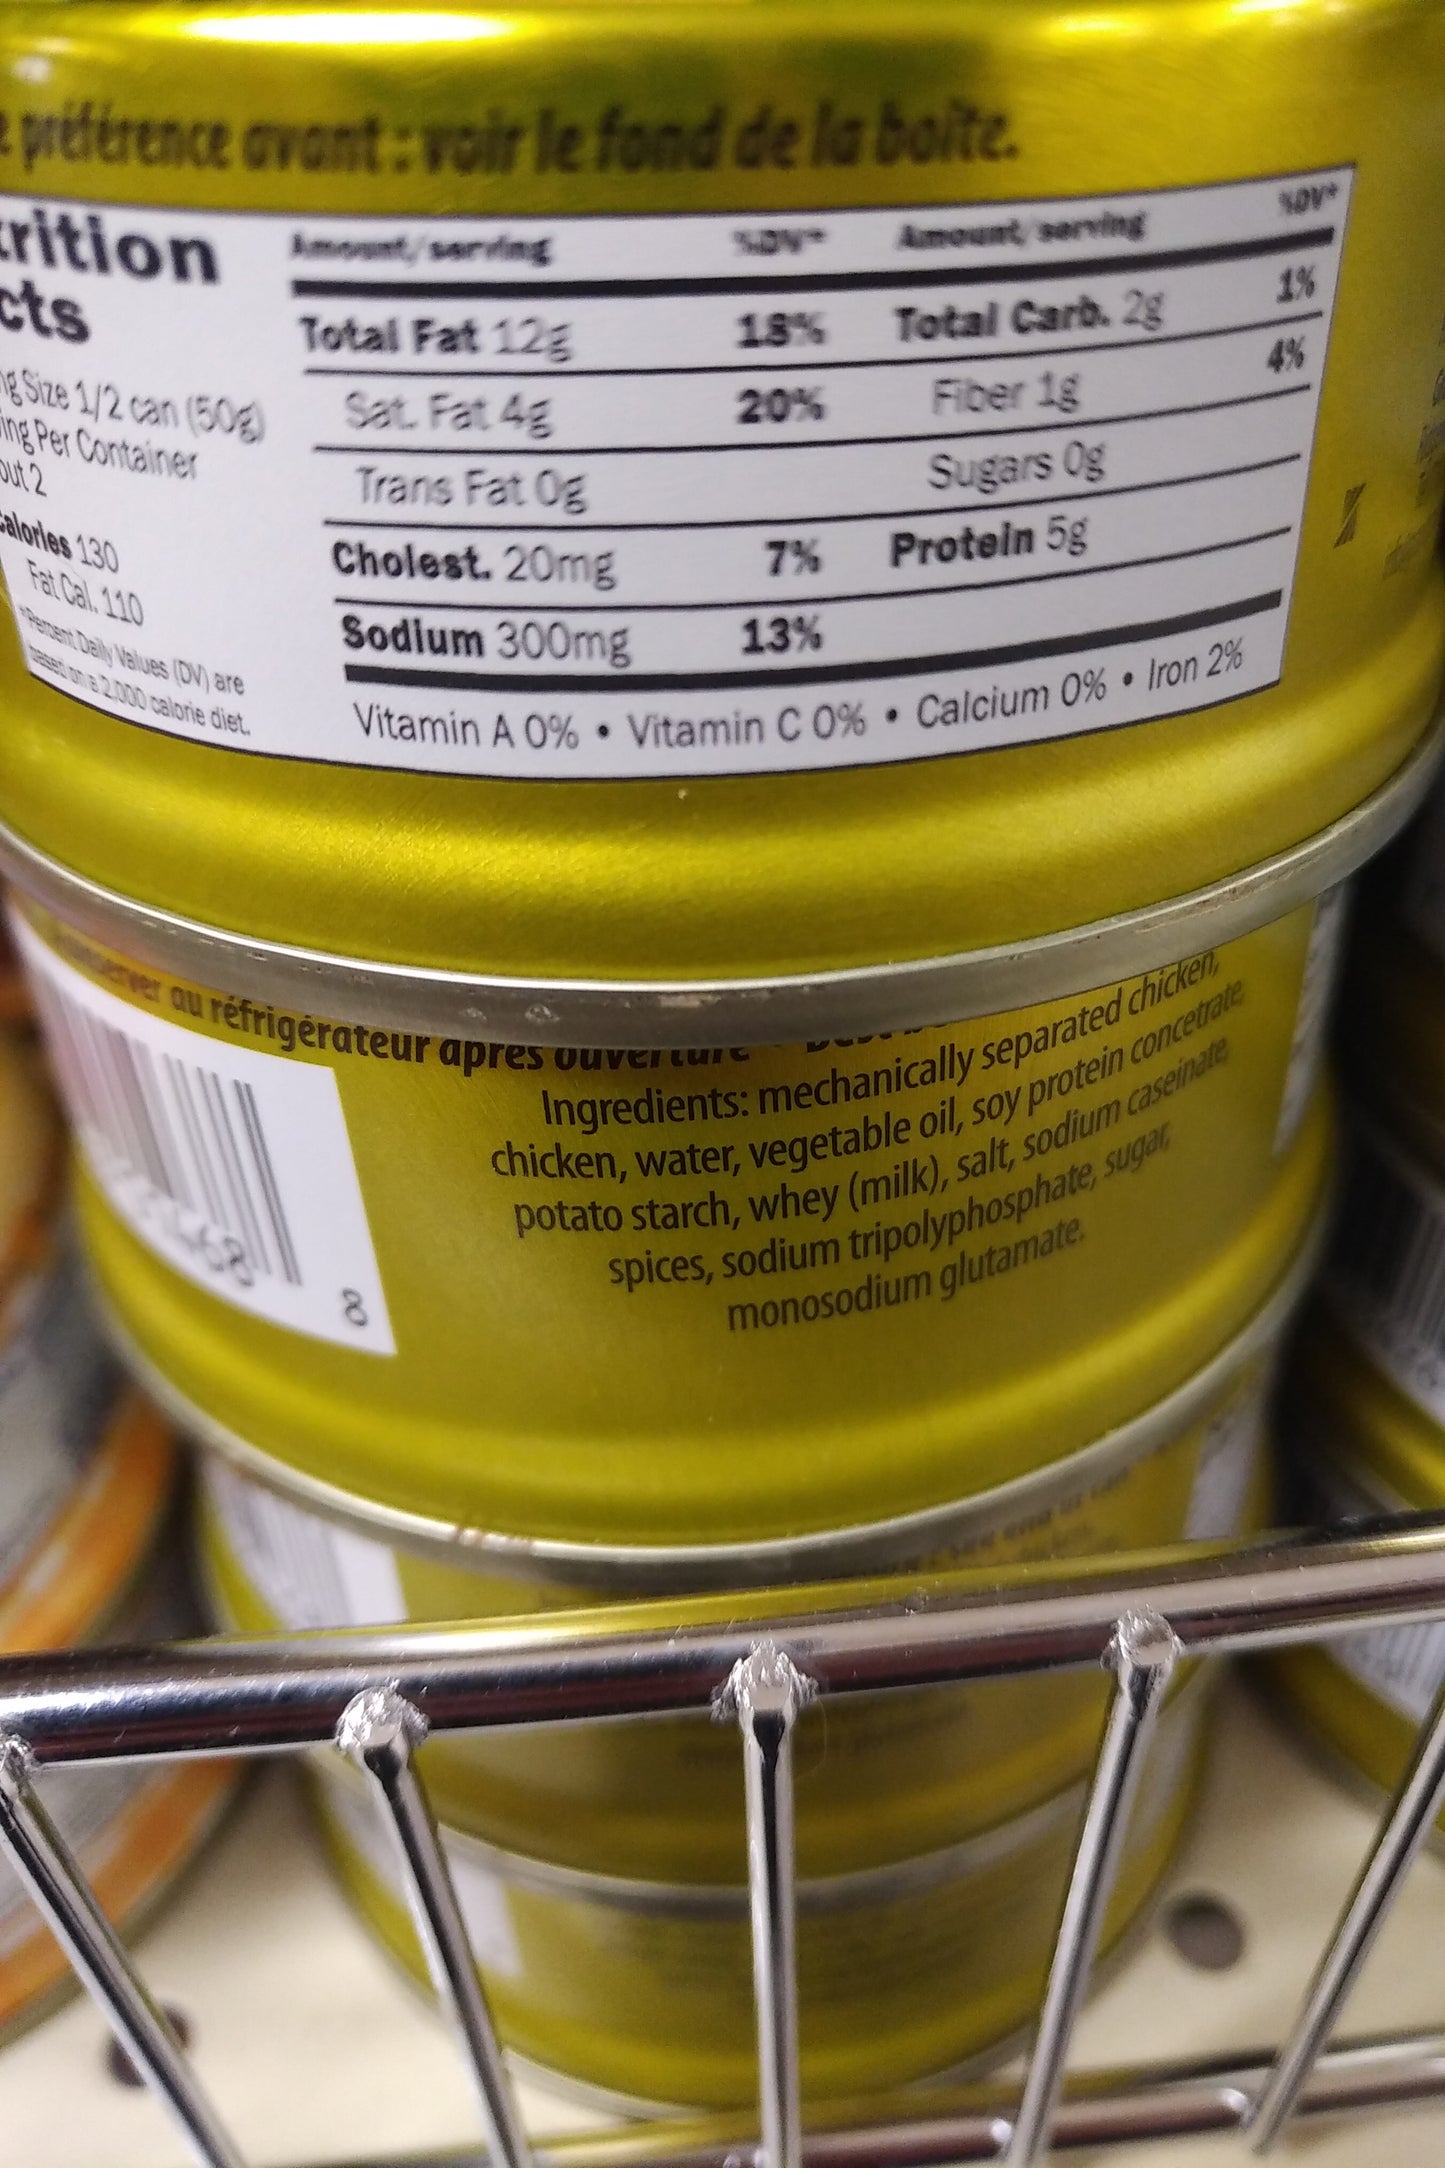 préférence avant : voir le fond de la boîte.
trition
cts
Amount/serving %DV* Amount/serving %DV*
Total Fat 12g 18% Total Carb. 2g 1%
Sat. Fat 4g 20% Fiber 1g 4%
Trans Fat 0g Sugars 0g
Cholest. 20mg 7% Protein 5g
Sodium 300mg 13%
Vitamin A 0% • Vitamin C 0% • Calcium 0% • Iron 2%
g Size 1/2 can (50g)
ing Per Container
out 2
Calories 130
Fat Cal. 110
*Percent Daily Values (DV) are
based on a 2,000 calorie diet.
conserver au réfrigérateur après ouverture
Ingredients: mechanically separated chicken,
chicken, water, vegetable oil, soy protein concetrate,
potato starch, whey (milk), salt, sodium caseinate,
spices, sodium tripolyphosphate, sugar,
monosodium glutamate.
8